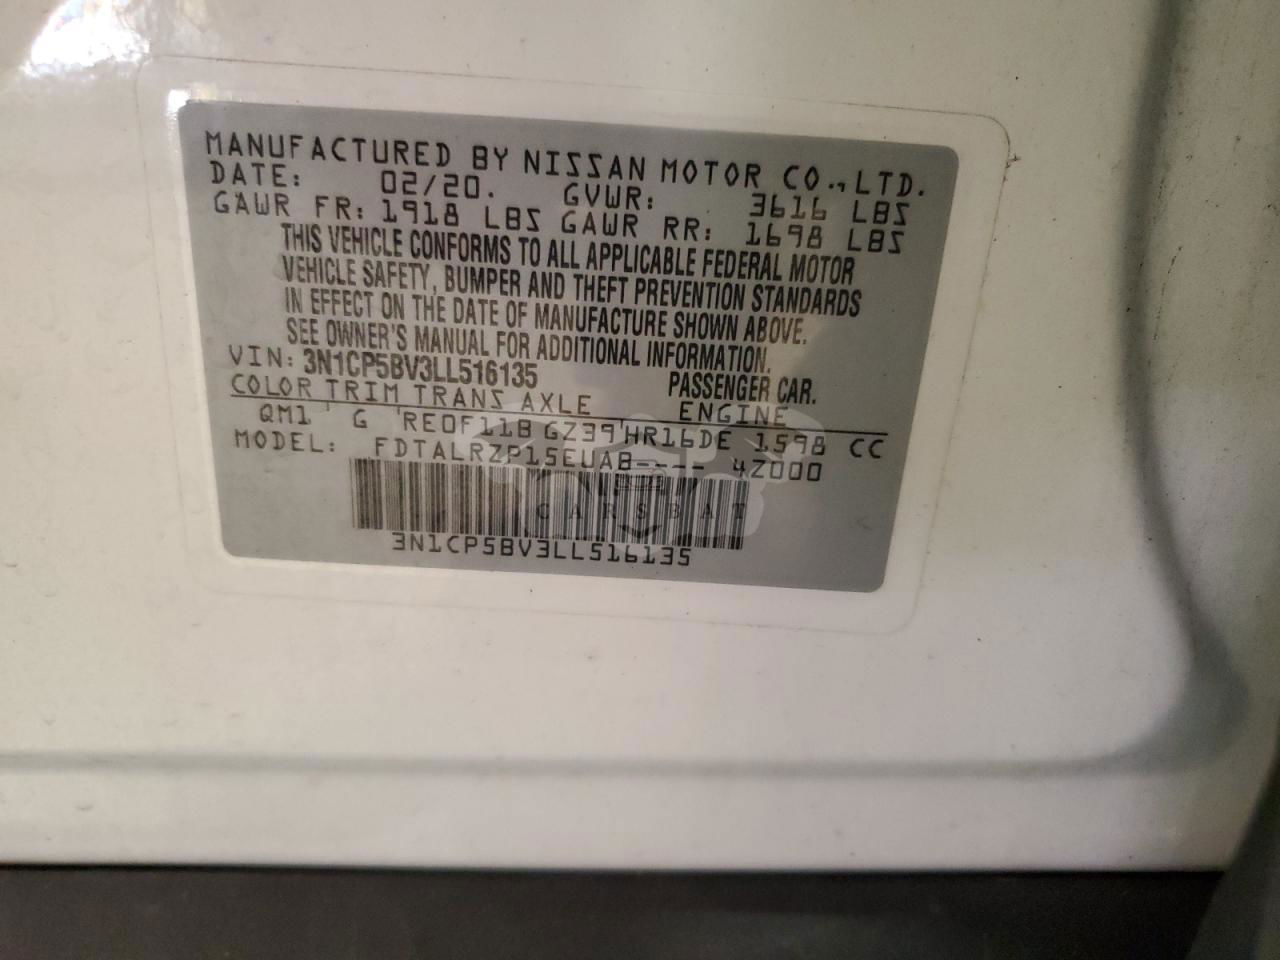 MANUFACTURED BY NISSAN MOTOR CO.,LTD.
DATE: 02/20. GVWR: 3616 LBS
GAWR FR: 1918 LBS GAWR RR: 1698 LBS
THIS VEHICLE CONFORMS TO ALL APPLICABLE FEDERAL MOTOR
VEHICLE SAFETY, BUMPER AND THEFT PREVENTION STANDARDS
IN EFFECT ON THE DATE OF MANUFACTURE SHOWN ABOVE.
SEE OWNER'S MANUAL FOR ADDITIONAL INFORMATION.
VIN: 3N1CP5BV3LL516135 PASSENGER CAR.
COLOR TRIM TRANS AXLE ENGINE
QM1 G RE0F11B GZ39 HR16DE 1598 CC
MODEL: FDTALRZP15EUAB---- 4Z000
CARSBAT
3N1CP5BV3LL516135